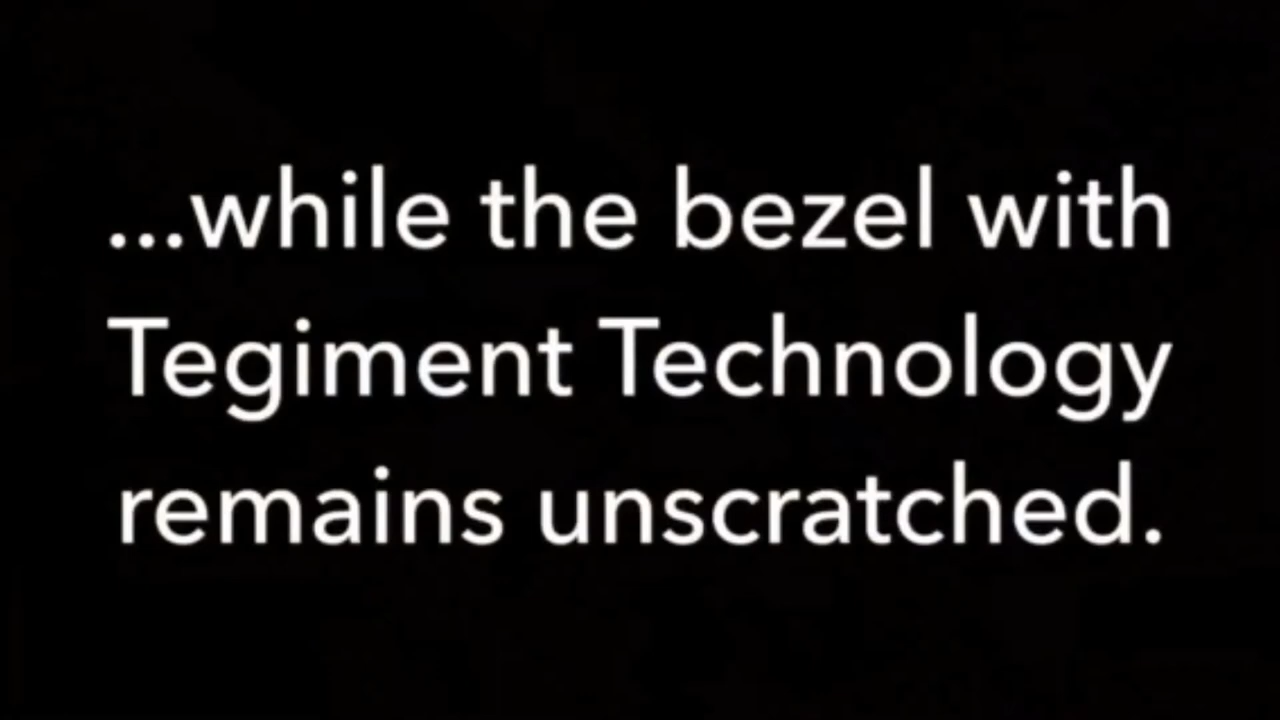 ...while the bezel with
Tegiment Technology
remains unscratched.